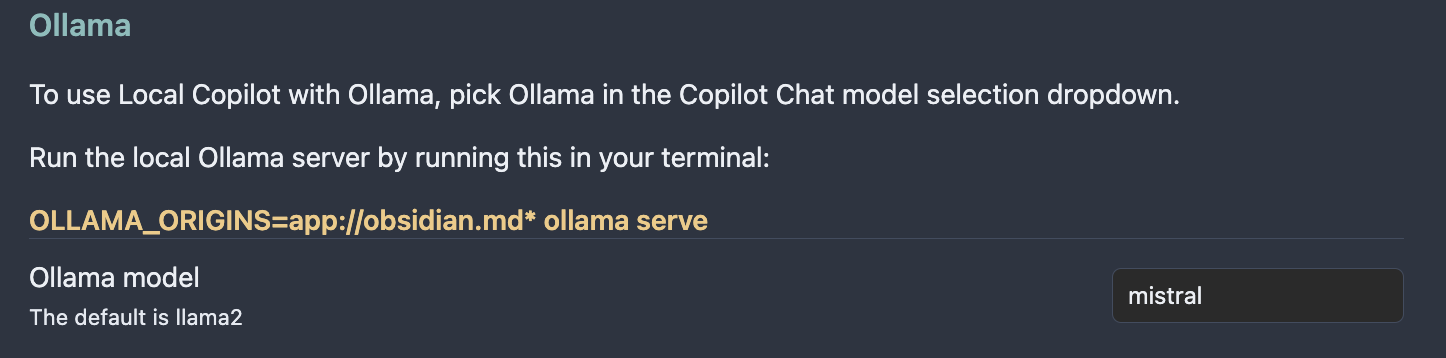 Ollama
To use Local Copilot with Ollama, pick Ollama in the Copilot Chat model selection dropdown.
Run the local Ollama server by running this in your terminal:
OLLAMA_ORIGINS=app://obsidian.md* ollama serve
Ollama model
mistral
The default is llama2